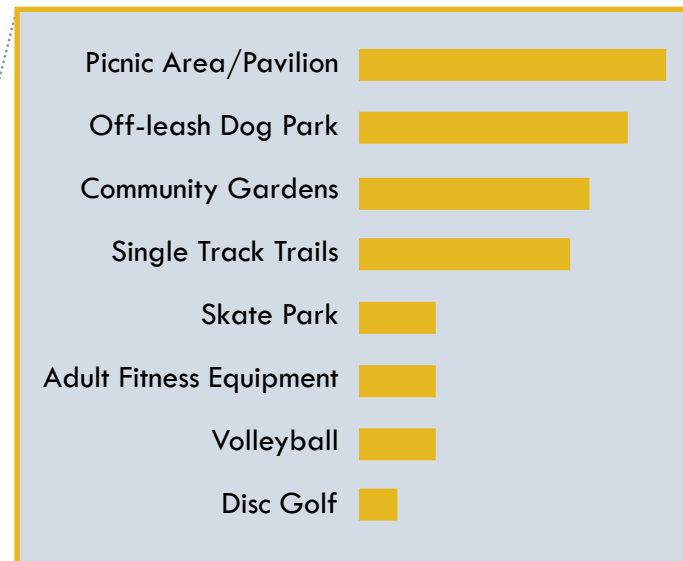 Picnic Area/Pavilion
Off-leash Dog Park
Community Gardens
Single Track Trails
Skate Park
Adult Fitness Equipment
Volleyball
Disc Golf